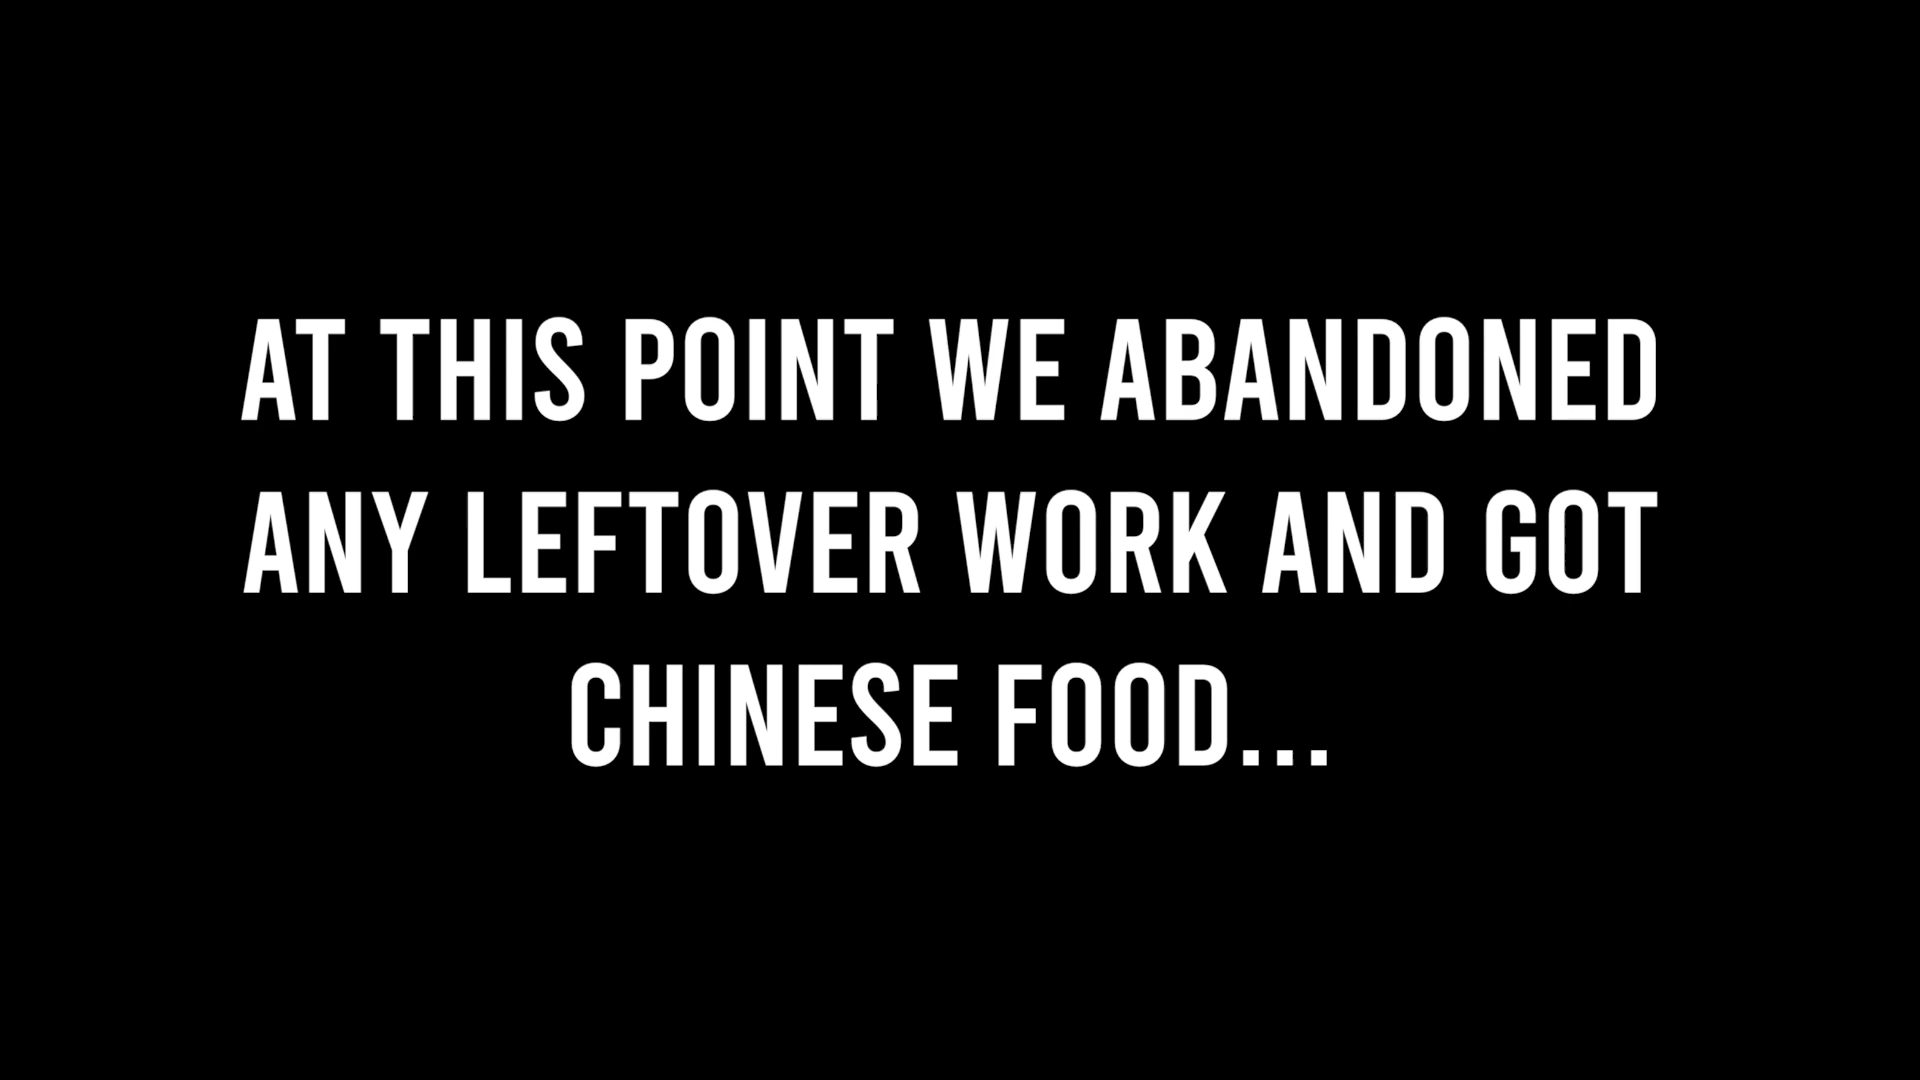 AT THIS POINT WE ABANDONED
ANY LEFTOVER WORK AND GOT
CHINESE FOOD...